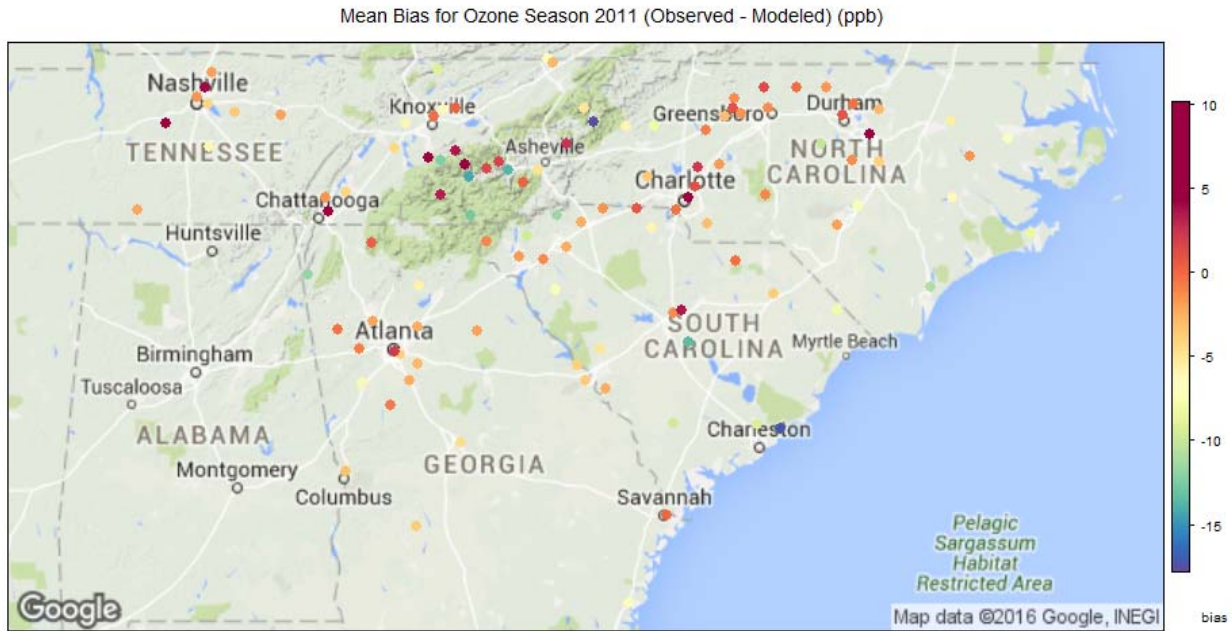 Mean Bias for Ozone Season 2011 (Observed - Modeled) (ppb)
Nashville
Knoxville
Greensboro
Durham
TENNESSEE
Asheville
NORTH
CAROLINA
Charlotte
Chattanooga
Huntsville
Atlanta
SOUTH
CAROLINA
Myrtle Beach
Birmingham
Tuscaloosa
ALABAMA
Charleston
GEORGIA
Montgomery
Columbus
Savannah
Pelagic
Sargassum
Habitat
Restricted Area
Google
Map data ©2016 Google, INEGI
10
5
0
-5
-10
-15
bias